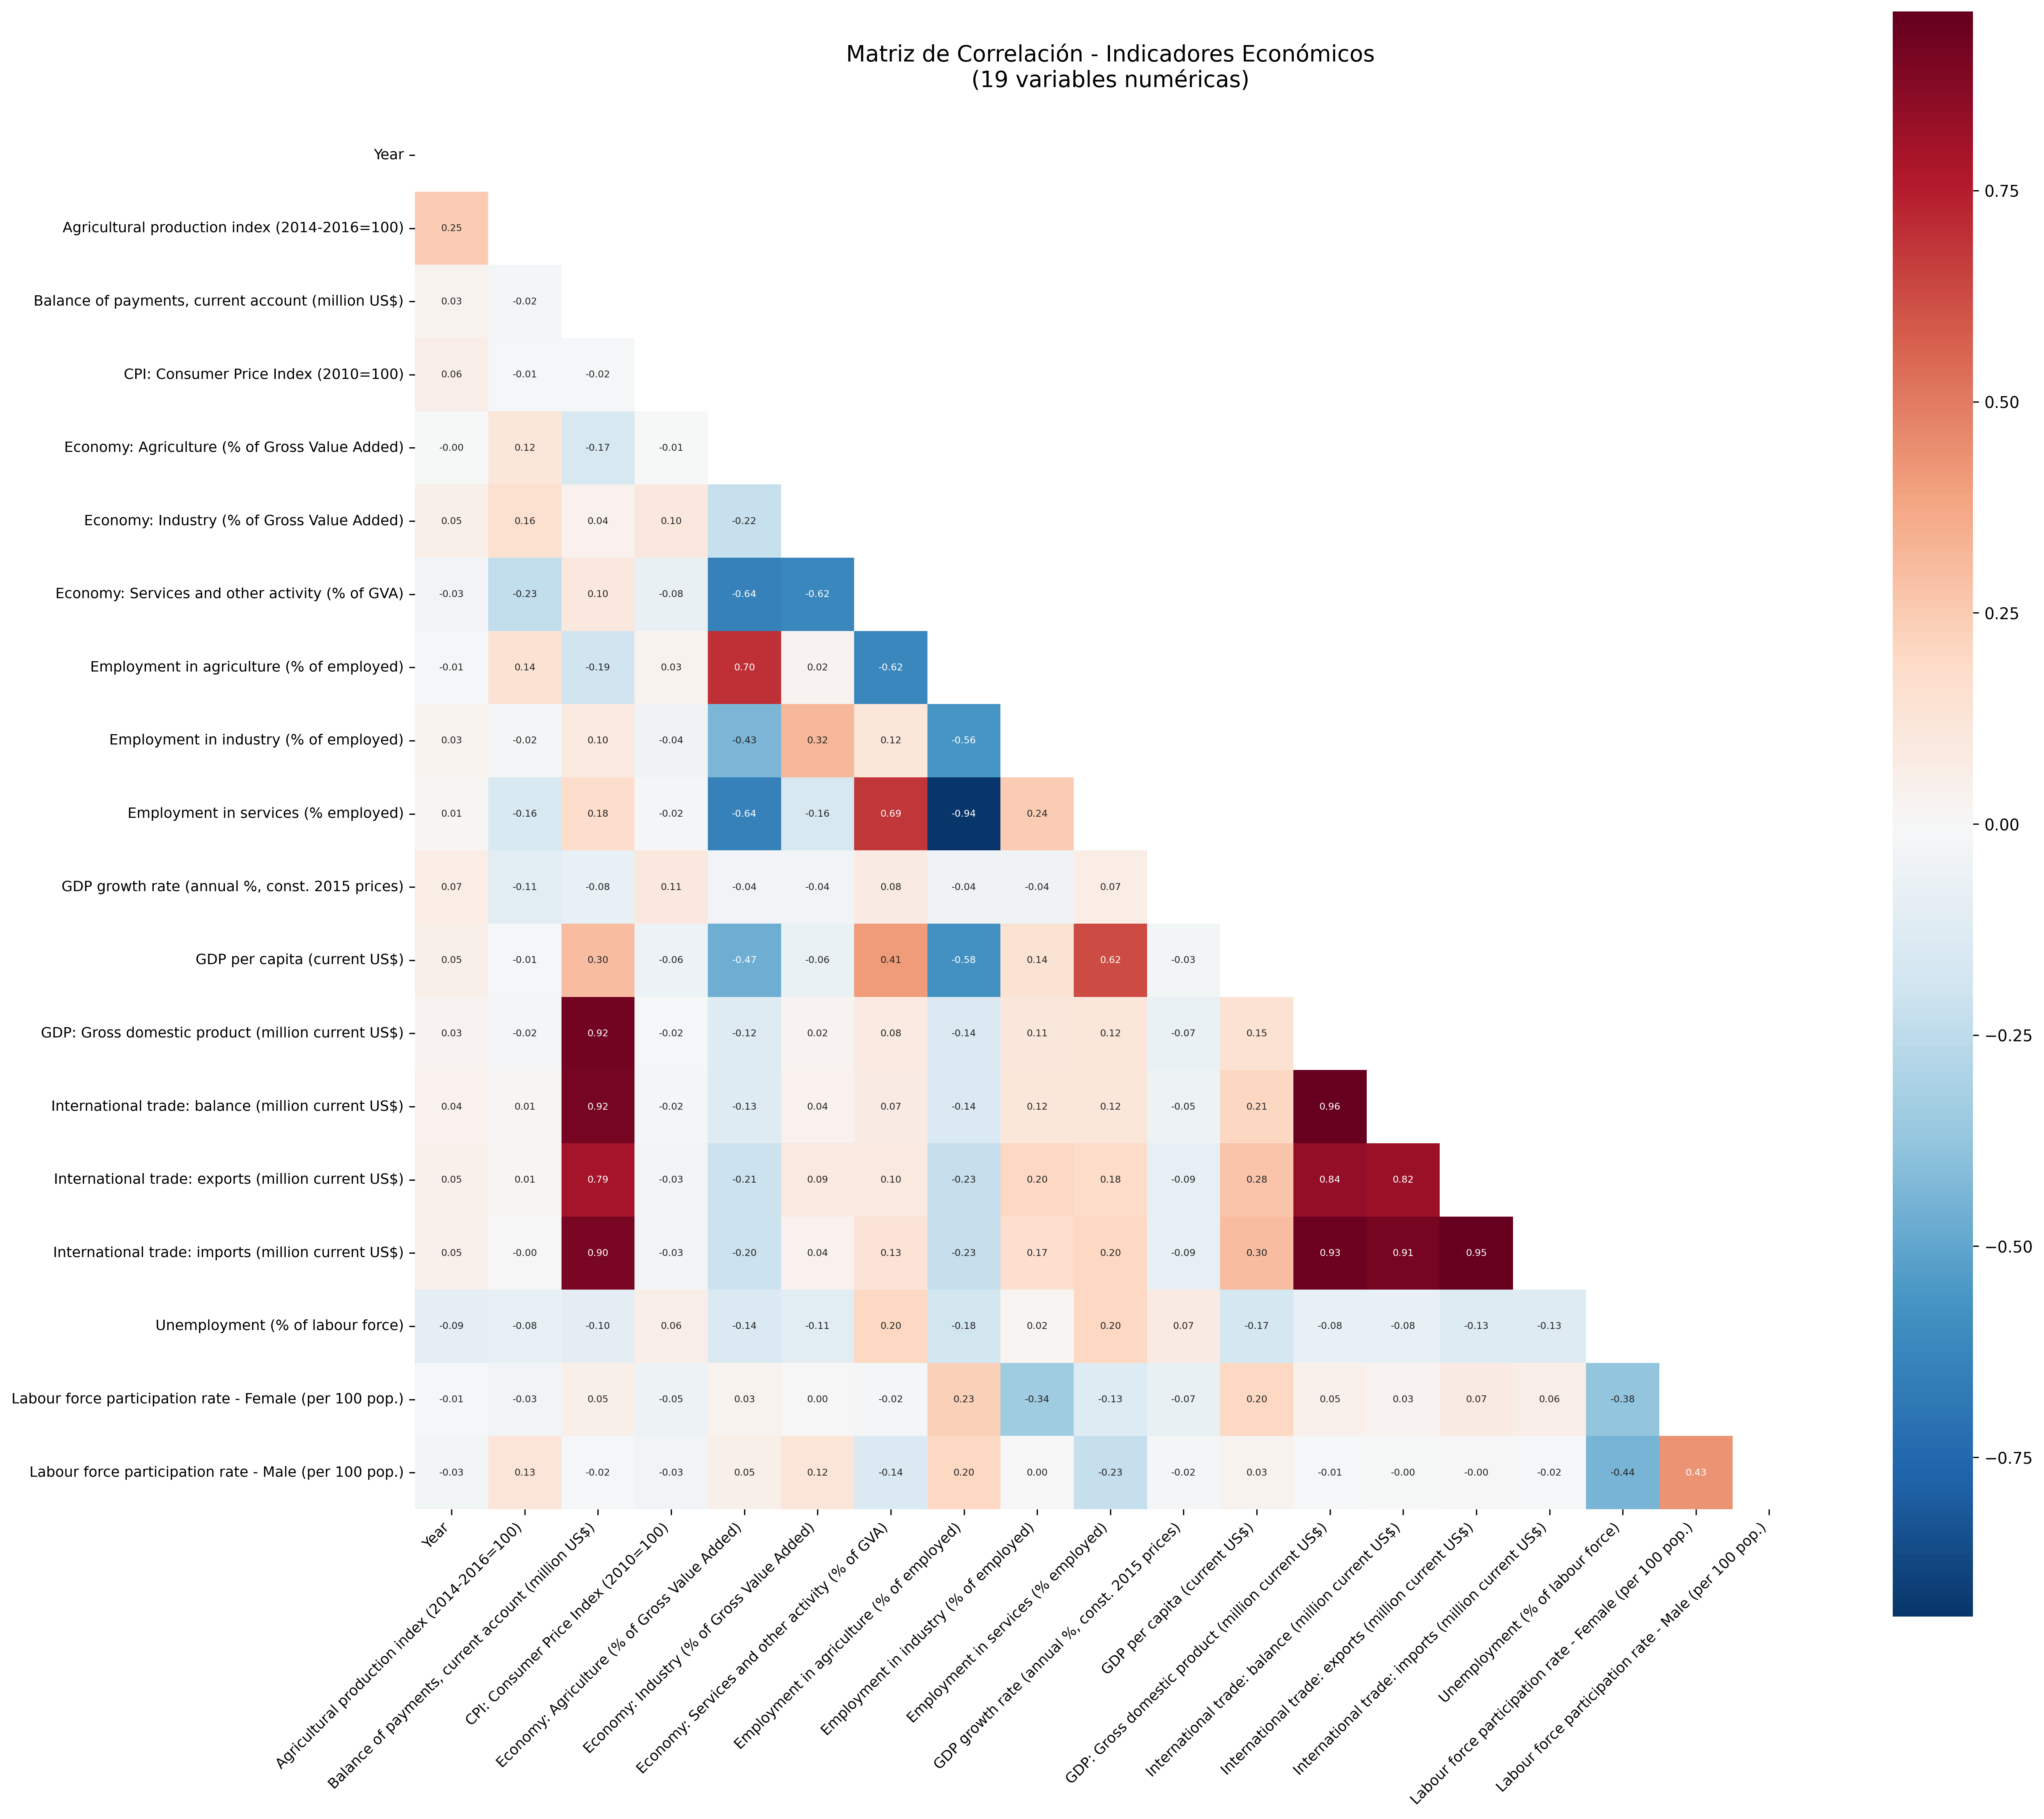 Matriz de Correlación - Indicadores Económicos
(19 variables numéricas)
Year
Agricultural production index (2014-2016=100) 0.25
Balance of payments, current account (million US$) 0.03 -0.02
CPI: Consumer Price Index (2010=100) 0.06 -0.01 -0.02
Economy: Agriculture (% of Gross Value Added) -0.00 0.12 -0.17 -0.01
Economy: Industry (% of Gross Value Added) 0.05 0.16 0.04 0.10 -0.22
Economy: Services and other activity (% of GVA) -0.03 -0.23 0.10 -0.08 -0.64 -0.62
Employment in agriculture (% of employed) -0.01 0.14 -0.19 0.03 0.70 0.02 -0.62
Employment in industry (% of employed) 0.03 -0.02 0.10 -0.04 -0.43 0.32 0.12 -0.56
Employment in services (% employed) 0.01 -0.16 0.18 -0.02 -0.64 -0.16 0.69 -0.94 0.24
GDP growth rate (annual %, const. 2015 prices) 0.07 -0.11 -0.08 0.11 -0.04 -0.04 0.08 -0.04 -0.04 0.07
GDP per capita (current US$) 0.05 -0.01 0.30 -0.06 -0.47 -0.06 0.41 -0.58 0.14 0.62 -0.03
GDP: Gross domestic product (million current US$) 0.03 -0.02 0.92 -0.02 -0.12 0.02 0.08 -0.14 0.11 0.12 -0.07 0.15
International trade: balance (million current US$) 0.04 0.01 0.92 -0.02 -0.13 0.04 0.07 -0.14 0.12 0.12 -0.05 0.21 0.96
International trade: exports (million current US$) 0.05 0.01 0.79 -0.03 -0.21 0.09 0.10 -0.23 0.20 0.18 -0.09 0.28 0.84 0.82
International trade: imports (million current US$) 0.05 -0.00 0.90 -0.03 -0.20 0.04 0.13 -0.23 0.17 0.20 -0.09 0.30 0.93 0.91 0.95
Unemployment (% of labour force) -0.09 -0.08 -0.10 0.06 -0.14 -0.11 0.20 -0.18 0.02 0.20 0.07 -0.17 -0.08 -0.08 -0.13 -0.13
Labour force participation rate - Female (per 100 pop.) -0.01 -0.03 0.05 -0.05 0.03 0.00 -0.02 0.23 -0.34 -0.13 -0.07 0.20 0.05 0.03 0.07 0.06 -0.38
Labour force participation rate - Male (per 100 pop.) -0.03 0.13 -0.02 -0.03 0.05 0.12 -0.14 0.20 0.00 -0.23 -0.02 0.03 -0.01 -0.00 -0.00 -0.02 -0.44 0.43
Year
Agricultural production index (2014-2016=100)
Balance of payments, current account (million US$)
CPI: Consumer Price Index (2010=100)
Economy: Agriculture (% of Gross Value Added)
Economy: Industry (% of Gross Value Added)
Economy: Services and other activity (% of GVA)
Employment in agriculture (% of employed)
Employment in industry (% of employed)
Employment in services (% employed)
GDP growth rate (annual %, const. 2015 prices)
GDP per capita (current US$)
GDP: Gross domestic product (million current US$)
International trade: balance (million current US$)
International trade: exports (million current US$)
International trade: imports (million current US$)
Unemployment (% of labour force)
Labour force participation rate - Female (per 100 pop.)
Labour force participation rate - Male (per 100 pop.)
0.75
0.50
0.25
0.00
−0.25
−0.50
−0.75